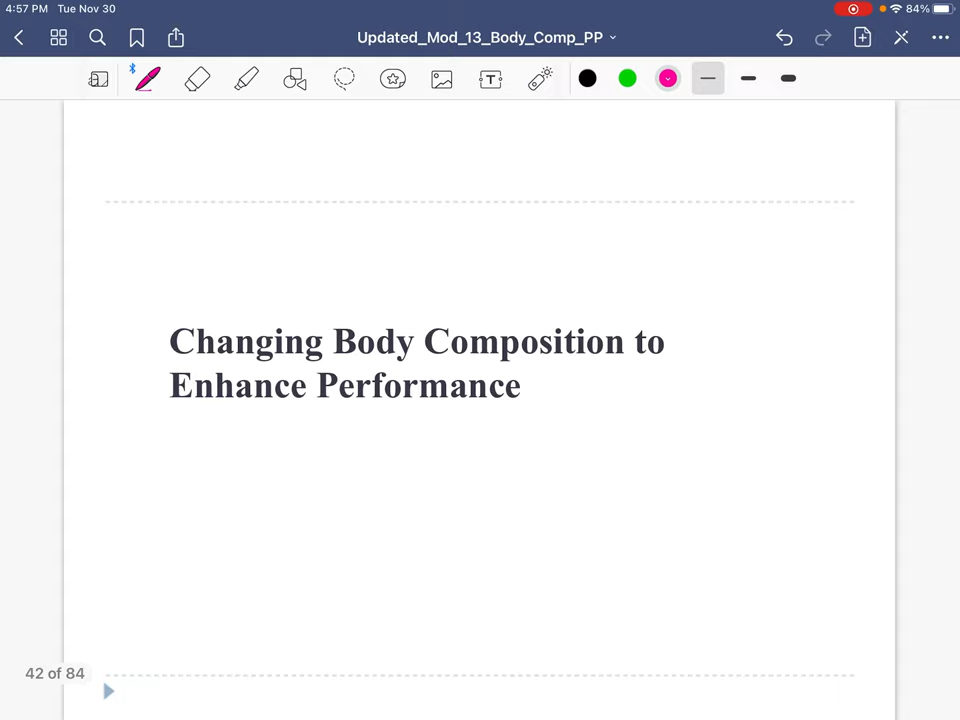 4:57 PM Tue Nov 30
84%
Updated_Mod_13_Body_Comp_PP
T
Changing Body Composition to
Enhance Performance
42 of 84